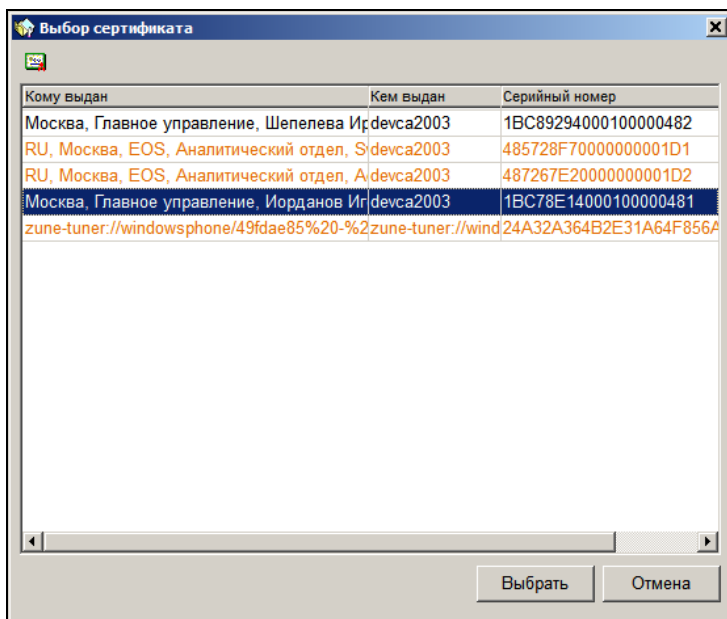 Выбор сертификата
Кому выдан Кем выдан Серийный номер
Москва, Главное управление, Шепелева Ир devca2003 1BC89294000100000482
RU, Москва, EOS, Аналитический отдел, S devca2003 485728F70000000001D1
RU, Москва, EOS, Аналитический отдел, A devca2003 487267E20000000001D2
Москва, Главное управление, Иорданов Иг devca2003 1BC78E14000100000481
zune-tuner://windowsphone/49fdae85%20-%2 zune-tuner://wind 24A32A364B2E31A64F856A
Выбрать Отмена